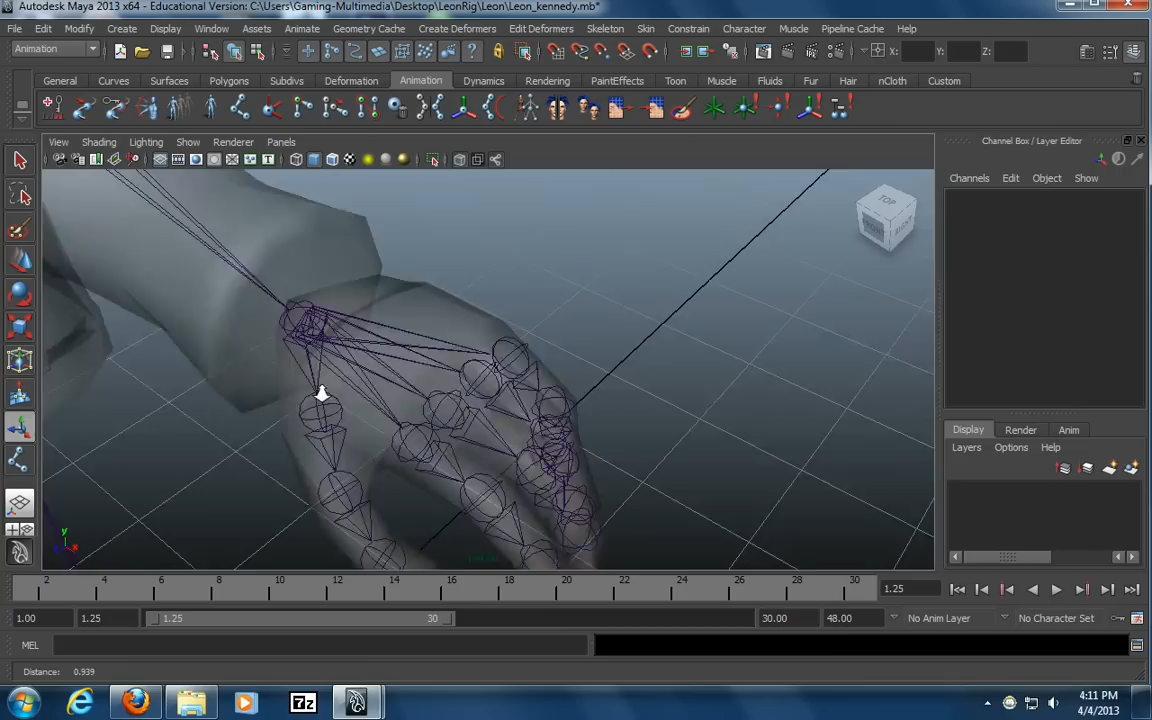 Autodesk Maya 2013 x64 - Educational Version: C:\Users\Gaming-Multimedia\Desktop\LeonRig\Leon\Leon_kennedy.mb*
File Edit Modify Create Display Window Assets Animate Geometry Cache Create Deformers Edit Deformers Skeleton Skin Constrain Character Muscle Pipeline Cache Help
Animation X: Y: Z:
General Curves Surfaces Polygons Subdivs Deformation Animation Dynamics Rendering PaintEffects Toon Muscle Fluids Fur Hair nCloth Custom
View Shading Lighting Show Renderer Panels
Channel Box / Layer Editor
Channels Edit Object Show
TOP
FRONT RIGHT
Display Render Anim
Layers Options Help
y
x
2 4 6 8 10 12 14 16 18 20 22 24 26 28 30 1.25
1.00 1.25 1.25 30 30.00 48.00 No Anim Layer No Character Set
MEL
Distance: 0.939
7z
4:11 PM
4/4/2013